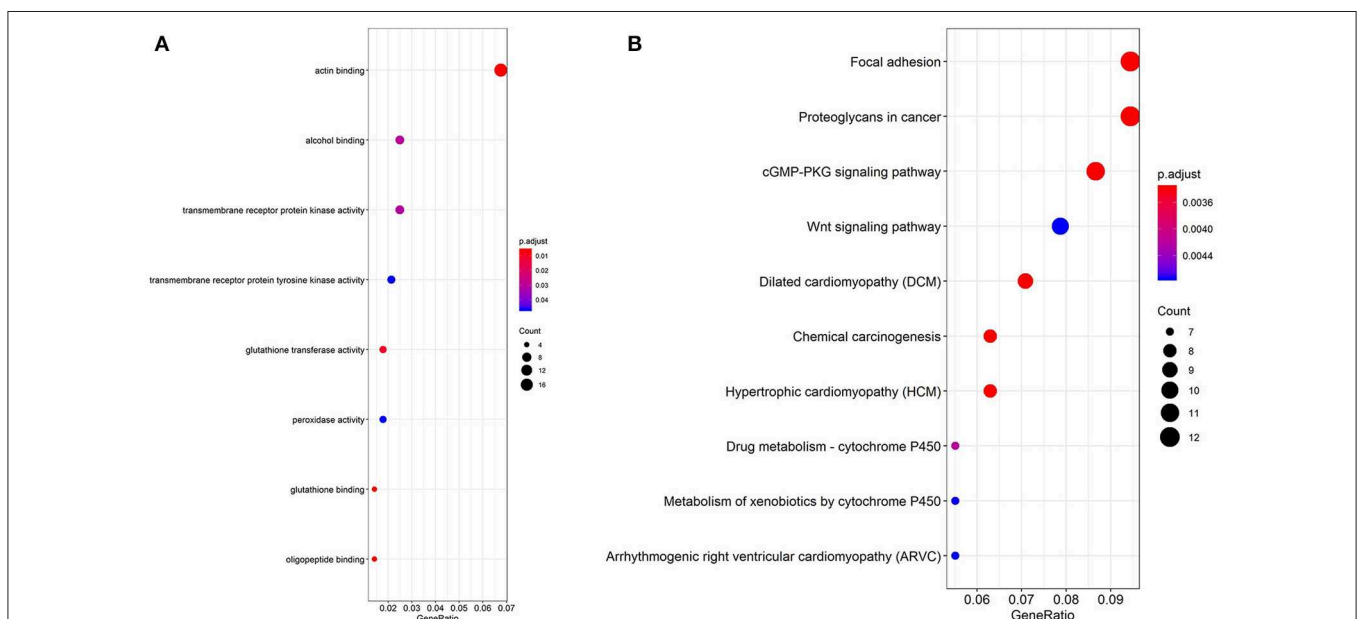 A
actin binding
alcohol binding
transmembrane receptor protein kinase activity
transmembrane receptor protein tyrosine kinase activity
glutathione transferase activity
peroxidase activity
glutathione binding
oligopeptide binding
0.02 0.03 0.04 0.05 0.06 0.07
GeneRatio
p.adjust
0.01
0.02
0.03
0.04
Count
4
8
12
16
B
Focal adhesion
Proteoglycans in cancer
cGMP-PKG signaling pathway
Wnt signaling pathway
Dilated cardiomyopathy (DCM)
Chemical carcinogenesis
Hypertrophic cardiomyopathy (HCM)
Drug metabolism - cytochrome P450
Metabolism of xenobiotics by cytochrome P450
Arrhythmogenic right ventricular cardiomyopathy (ARVC)
0.06 0.07 0.08 0.09
GeneRatio
p.adjust
0.0036
0.0040
0.0044
Count
7
8
9
10
11
12